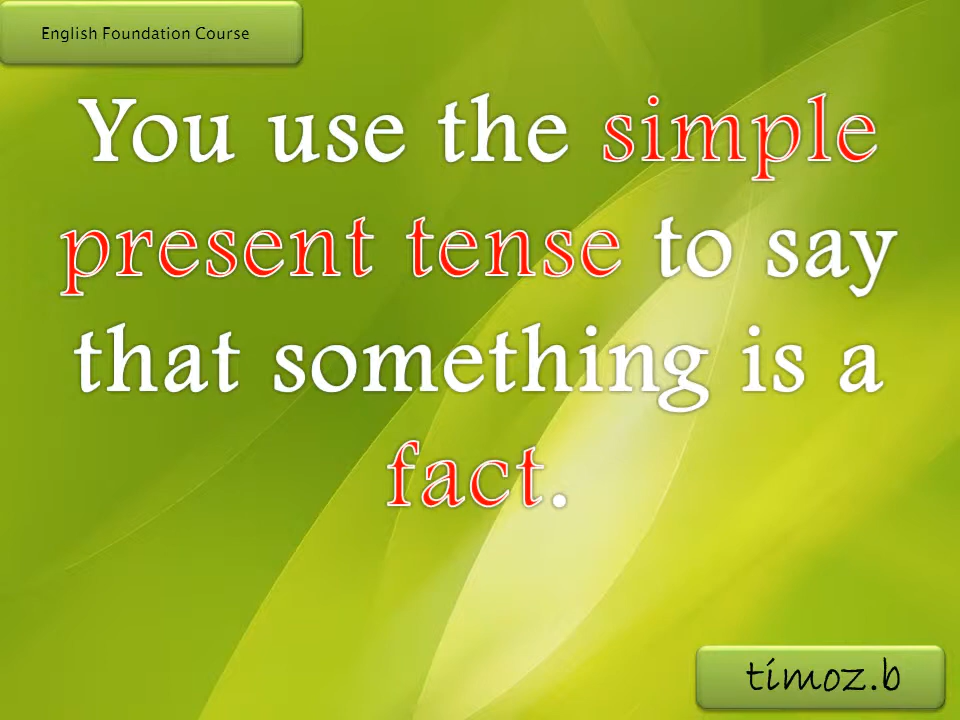 English Foundation Course
You use the simple
present tense to say
that something is a
fact.
timoz.b